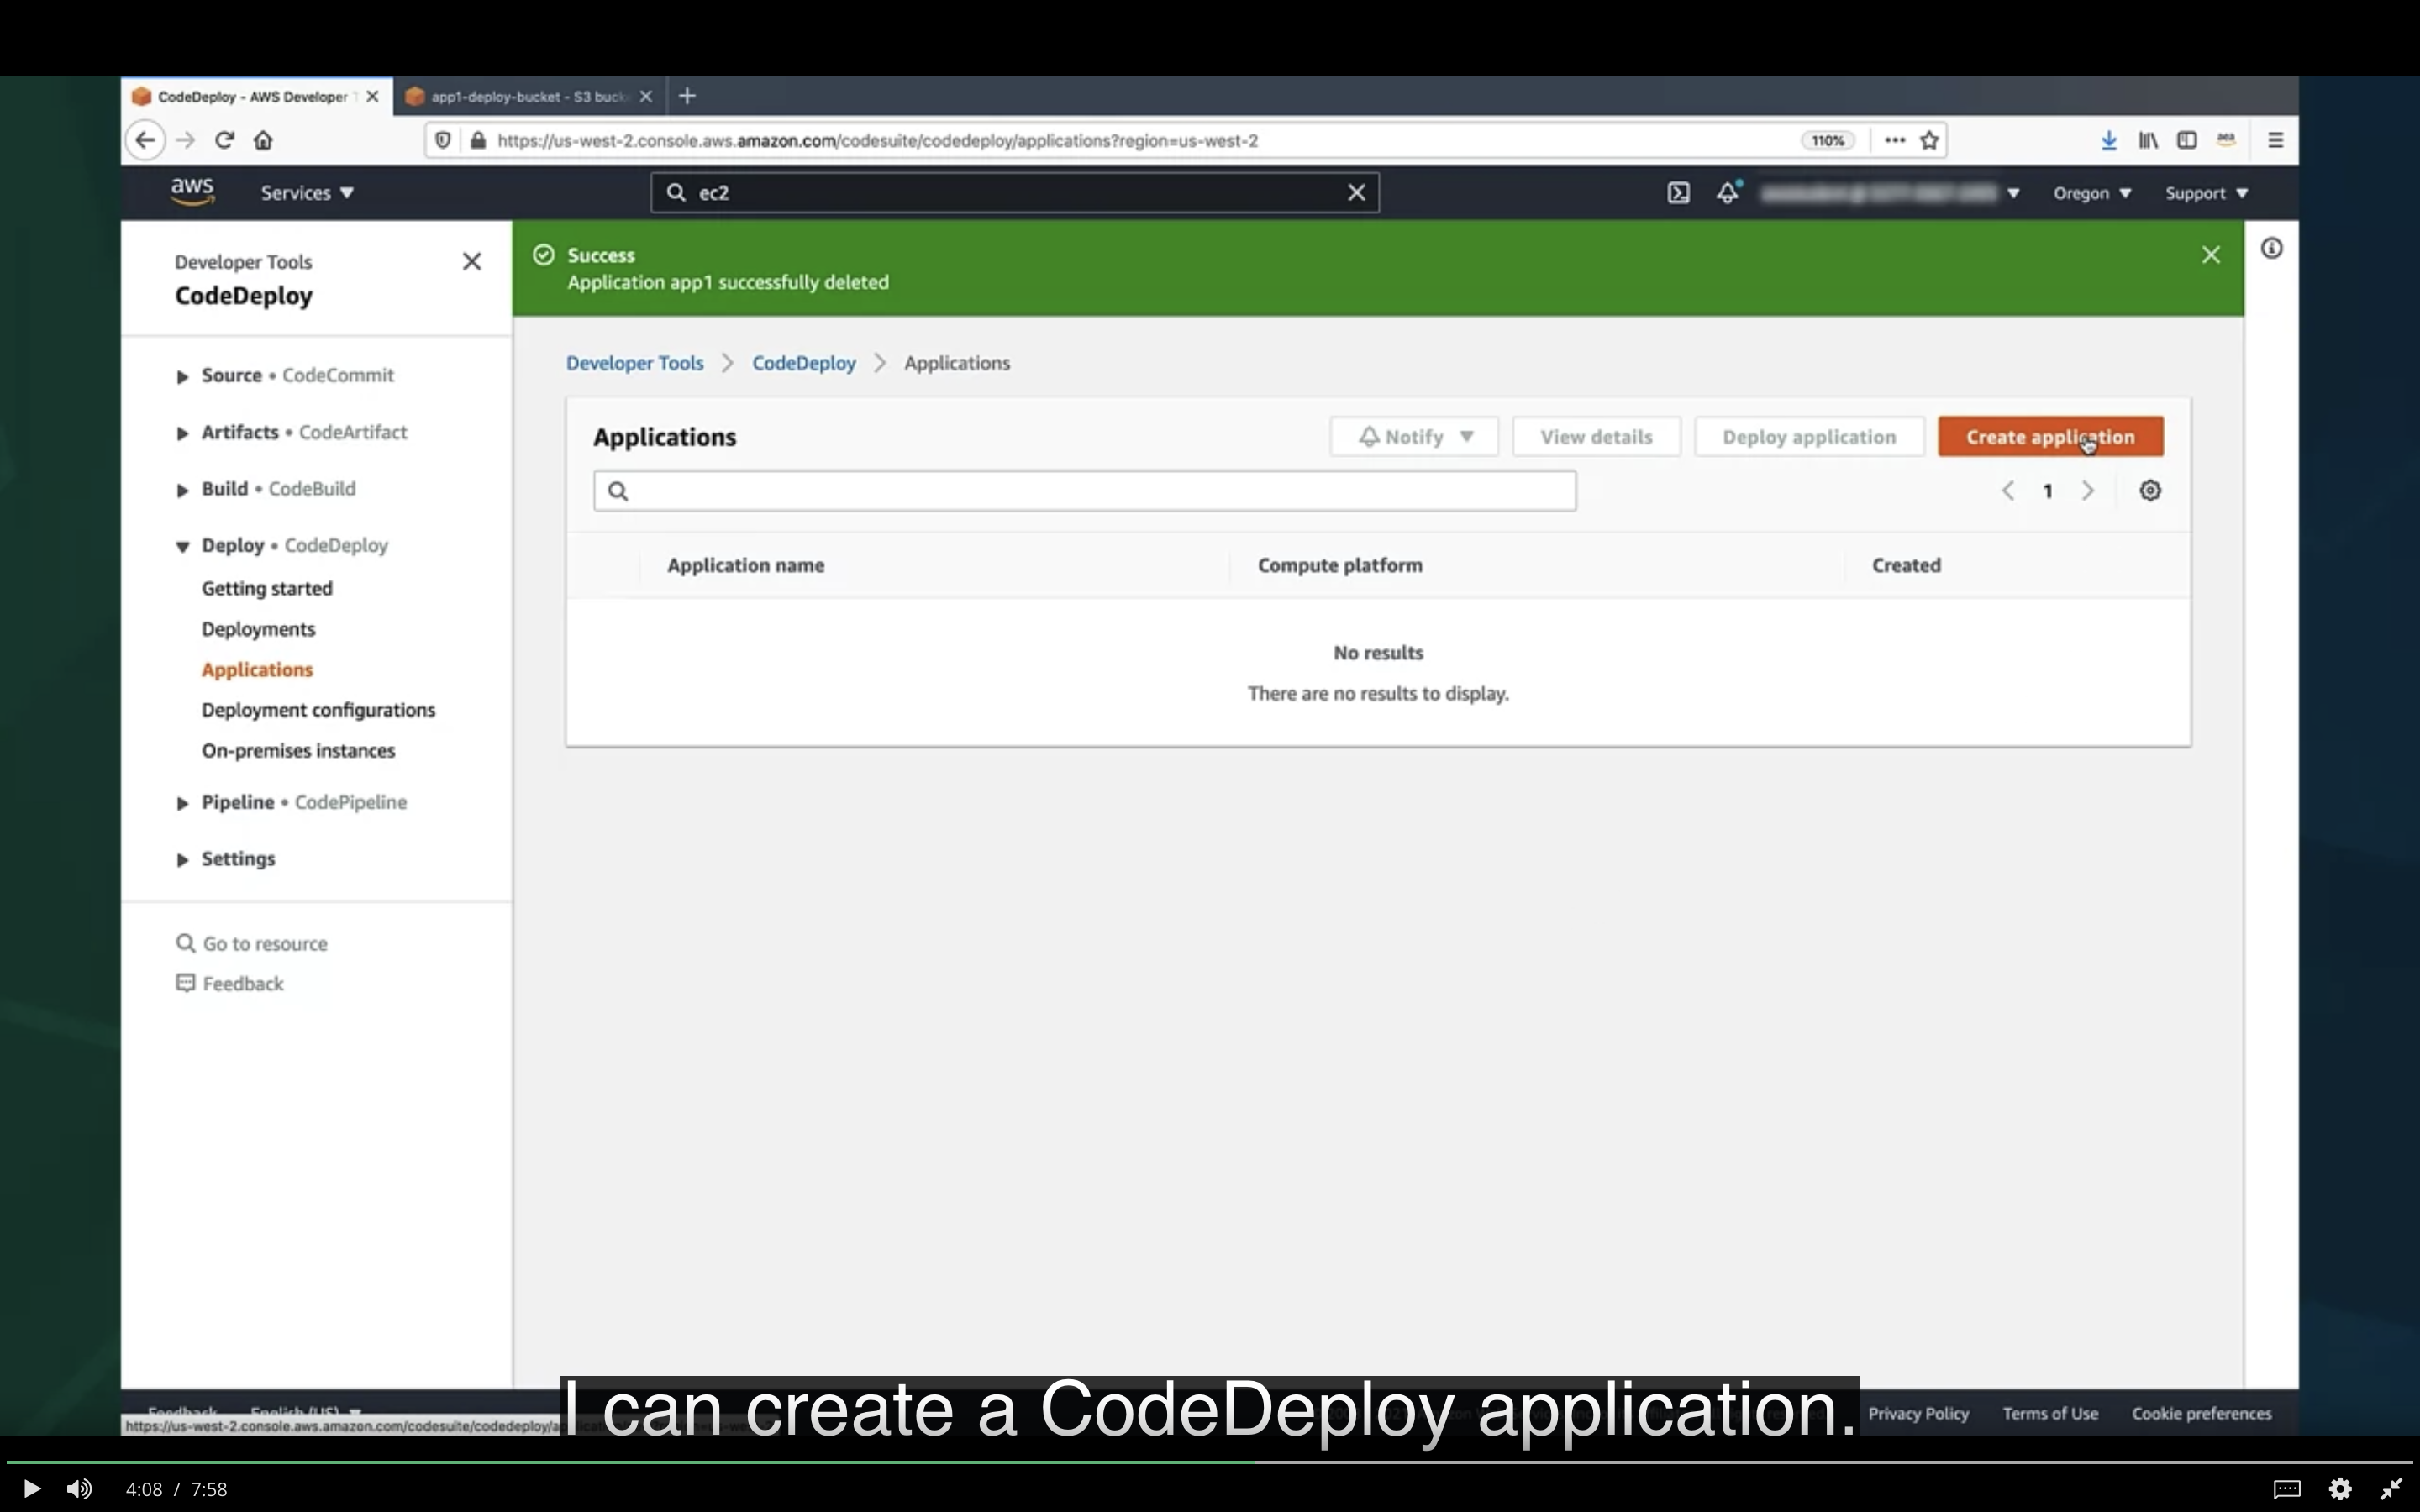 CodeDeploy - AWS Developer T
app1-deploy-bucket - S3 buck
https://us-west-2.console.aws.amazon.com/codesuite/codedeploy/applications?region=us-west-2
110%
aws
Services
ec2
Oregon
Support
Developer Tools
CodeDeploy
Success
Application app1 successfully deleted
Source • CodeCommit
Artifacts • CodeArtifact
Build • CodeBuild
Deploy • CodeDeploy
Getting started
Deployments
Applications
Deployment configurations
On-premises instances
Pipeline • CodePipeline
Settings
Go to resource
Feedback
Developer Tools > CodeDeploy > Applications
Applications
Notify
View details
Deploy application
Create application
1
Application name
Compute platform
Created
No results
There are no results to display.
Feedback
English (US)
Privacy Policy
Terms of Use
Cookie preferences
https://us-west-2.console.aws.amazon.com/codesuite/codedeploy/a
I can create a CodeDeploy application.
4:08 / 7:58